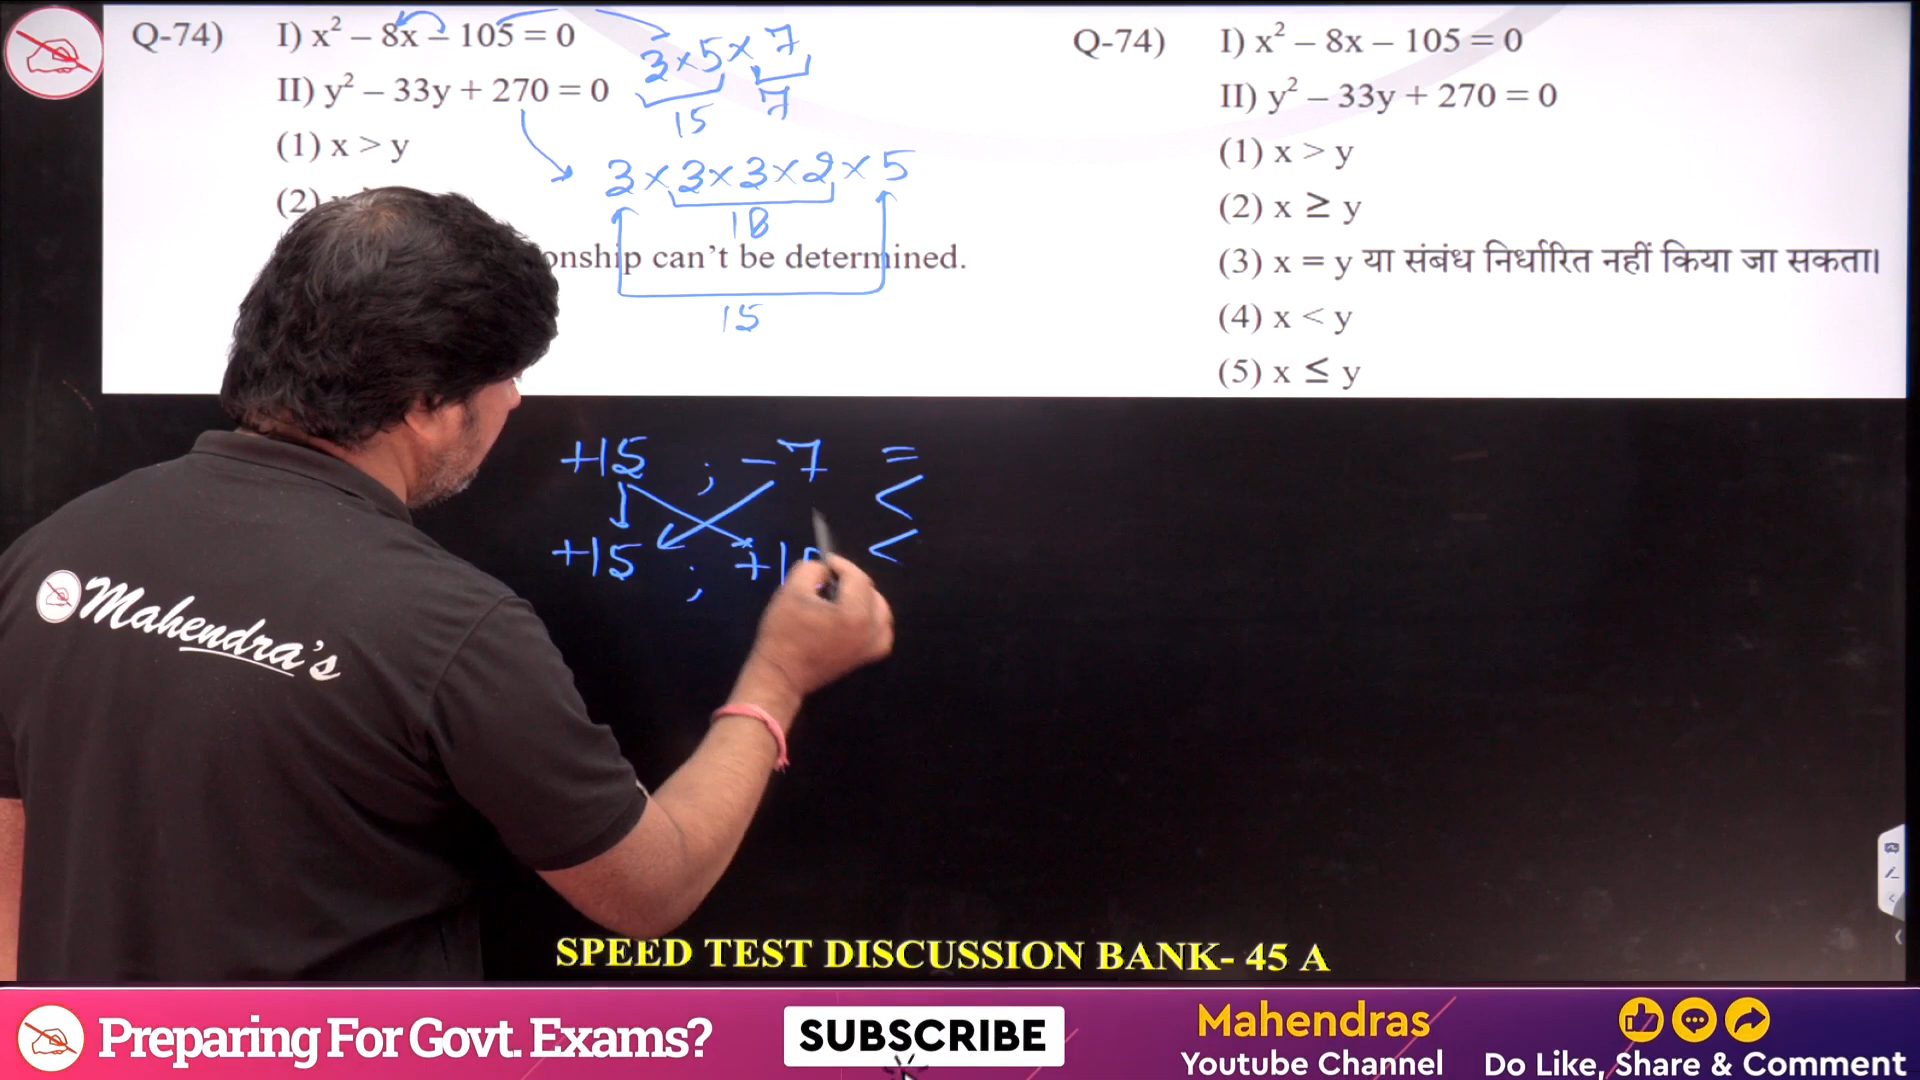 Q-74) I) x² – 8x – 105 = 0
II) y² – 33y + 270 = 0
(1) x > y
(2)
onship can't be determined.
3 × 5 × 7
15 7
3 × 3 × 3 × 2 × 5
18
15
Q-74) I) x² – 8x – 105 = 0
II) y² – 33y + 270 = 0
(1) x > y
(2) x ≥ y
(3) x = y या संबंध निर्धारित नहीं किया जा सकता।
(4) x < y
(5) x ≤ y
+15 ; –7 =
<
+15 ; <
Mahendra's
SPEED TEST DISCUSSION BANK- 45 A
Preparing For Govt. Exams?
SUBSCRIBE
Mahendras
Youtube Channel
Do Like, Share & Comment